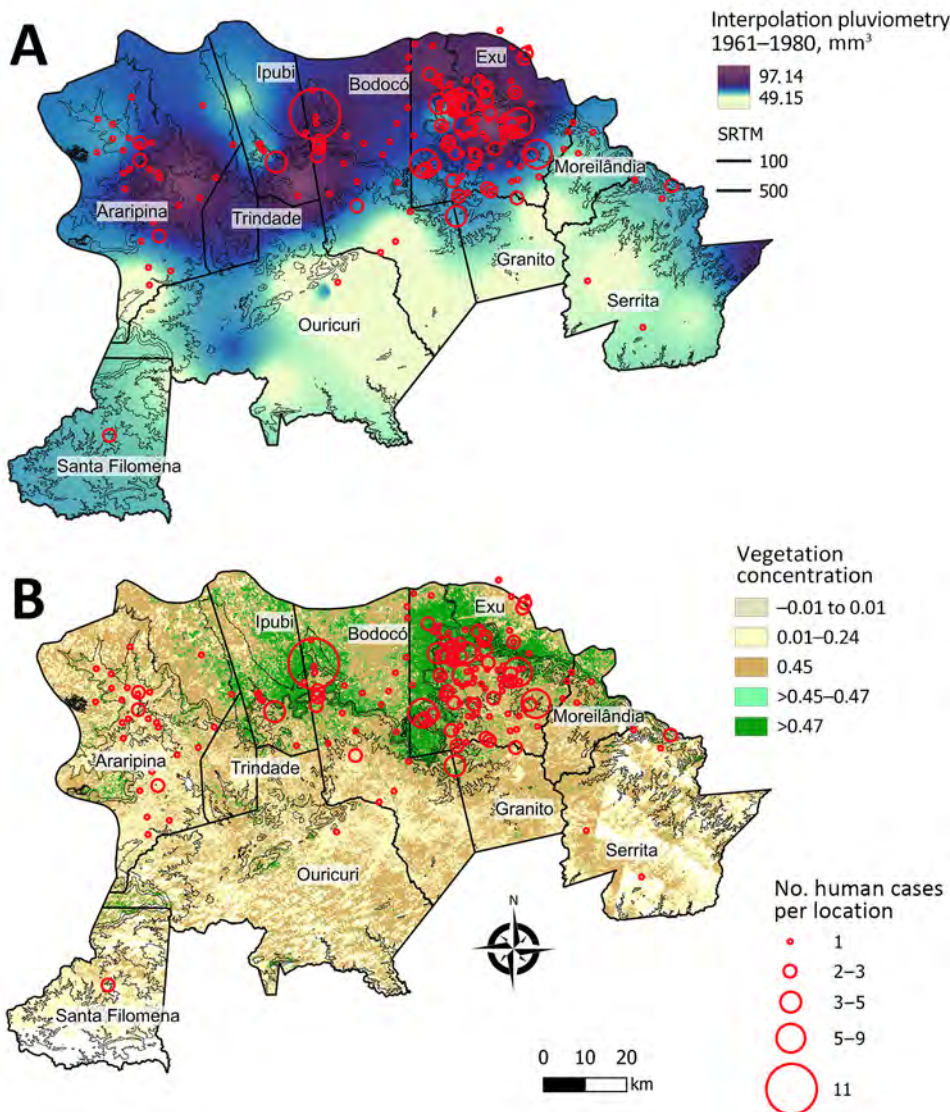 A
Interpolation pluviometry
1961–1980, mm³
97.14
49.15
SRTM
100
500
Ipubi
Bodocó
Exu
Moreilândia
Araripina
Trindade
Granito
Serrita
Ouricuri
Santa Filomena
B
Vegetation
concentration
–0.01 to 0.01
0.01–0.24
0.45
>0.45–0.47
>0.47
Ipubi
Bodocó
Exu
Moreilândia
Araripina
Trindade
Granito
Serrita
Ouricuri
Santa Filomena
N
0 10 20
km
No. human cases
per location
1
2–3
3–5
5–9
11